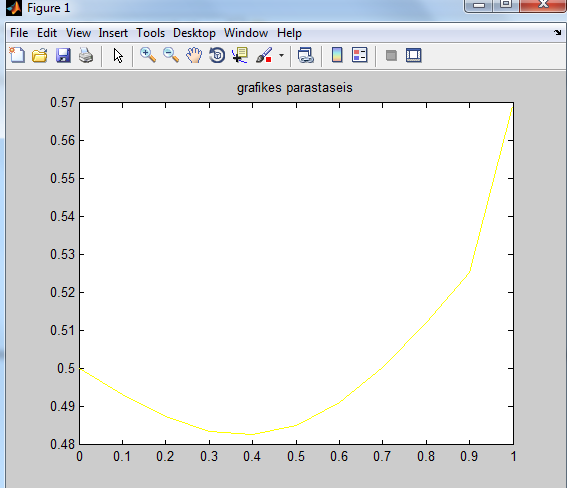 Figure 1
File Edit View Insert Tools Desktop Window Help
grafikes parastaseis
0.57
0.56
0.55
0.54
0.53
0.52
0.51
0.5
0.49
0.48
0 0.1 0.2 0.3 0.4 0.5 0.6 0.7 0.8 0.9 1